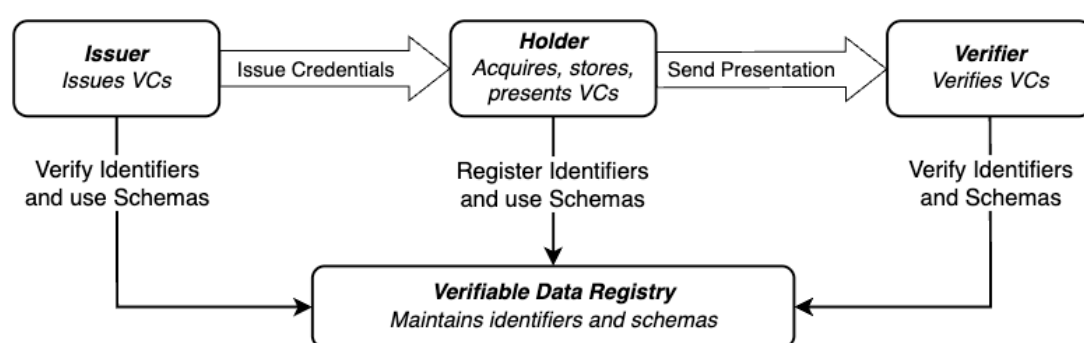 Issuer
Issues VCs
Issue Credentials
Holder
Acquires, stores,
presents VCs
Send Presentation
Verifier
Verifies VCs
Verify Identifiers
and use Schemas
Register Identifiers
and use Schemas
Verify Identifiers
and Schemas
Verifiable Data Registry
Maintains identifiers and schemas